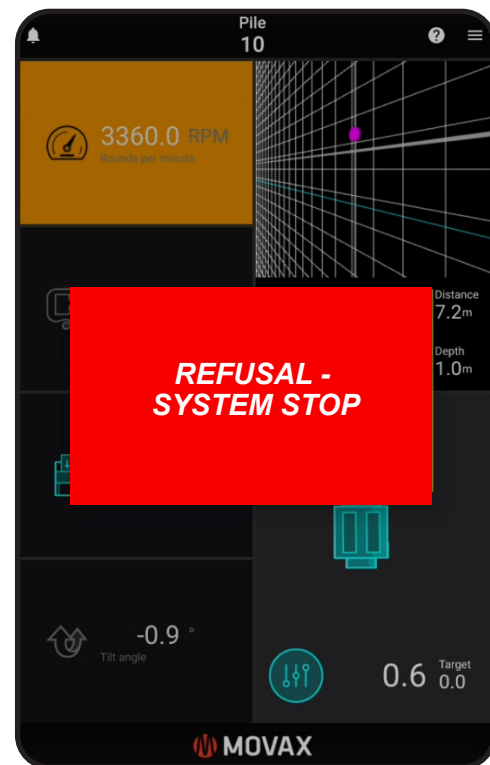 Pile
10
3360.0 RPM
Rounds per minute
Distance
7.2m
Depth
1.0m
REFUSAL -
SYSTEM STOP
-0.9 °
Tilt angle
0.6 Target
0.0
MOVAX